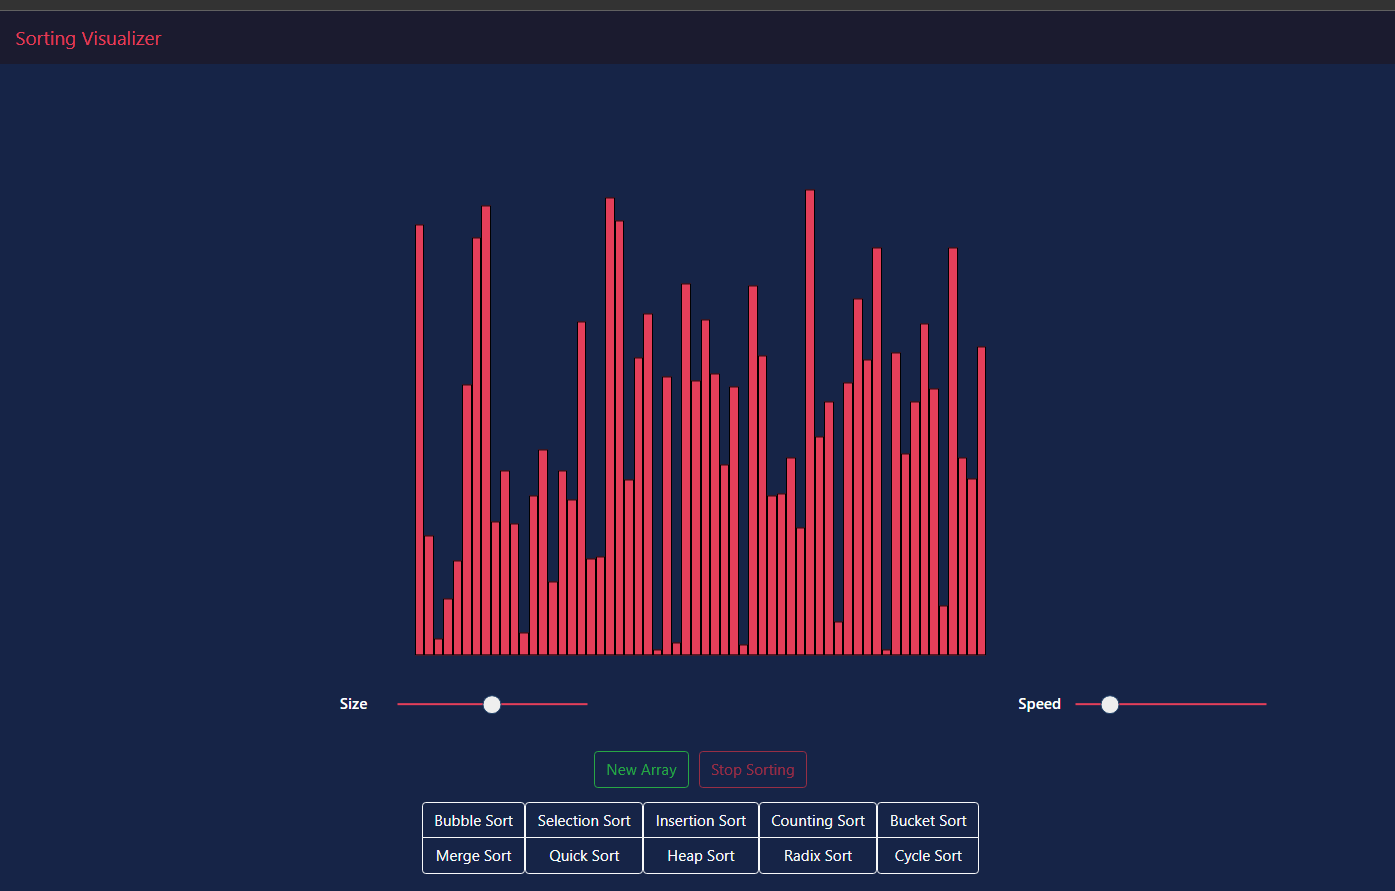 Sorting Visualizer
Size
Speed
New Array
Stop Sorting
Bubble Sort
Selection Sort
Insertion Sort
Counting Sort
Bucket Sort
Merge Sort
Quick Sort
Heap Sort
Radix Sort
Cycle Sort